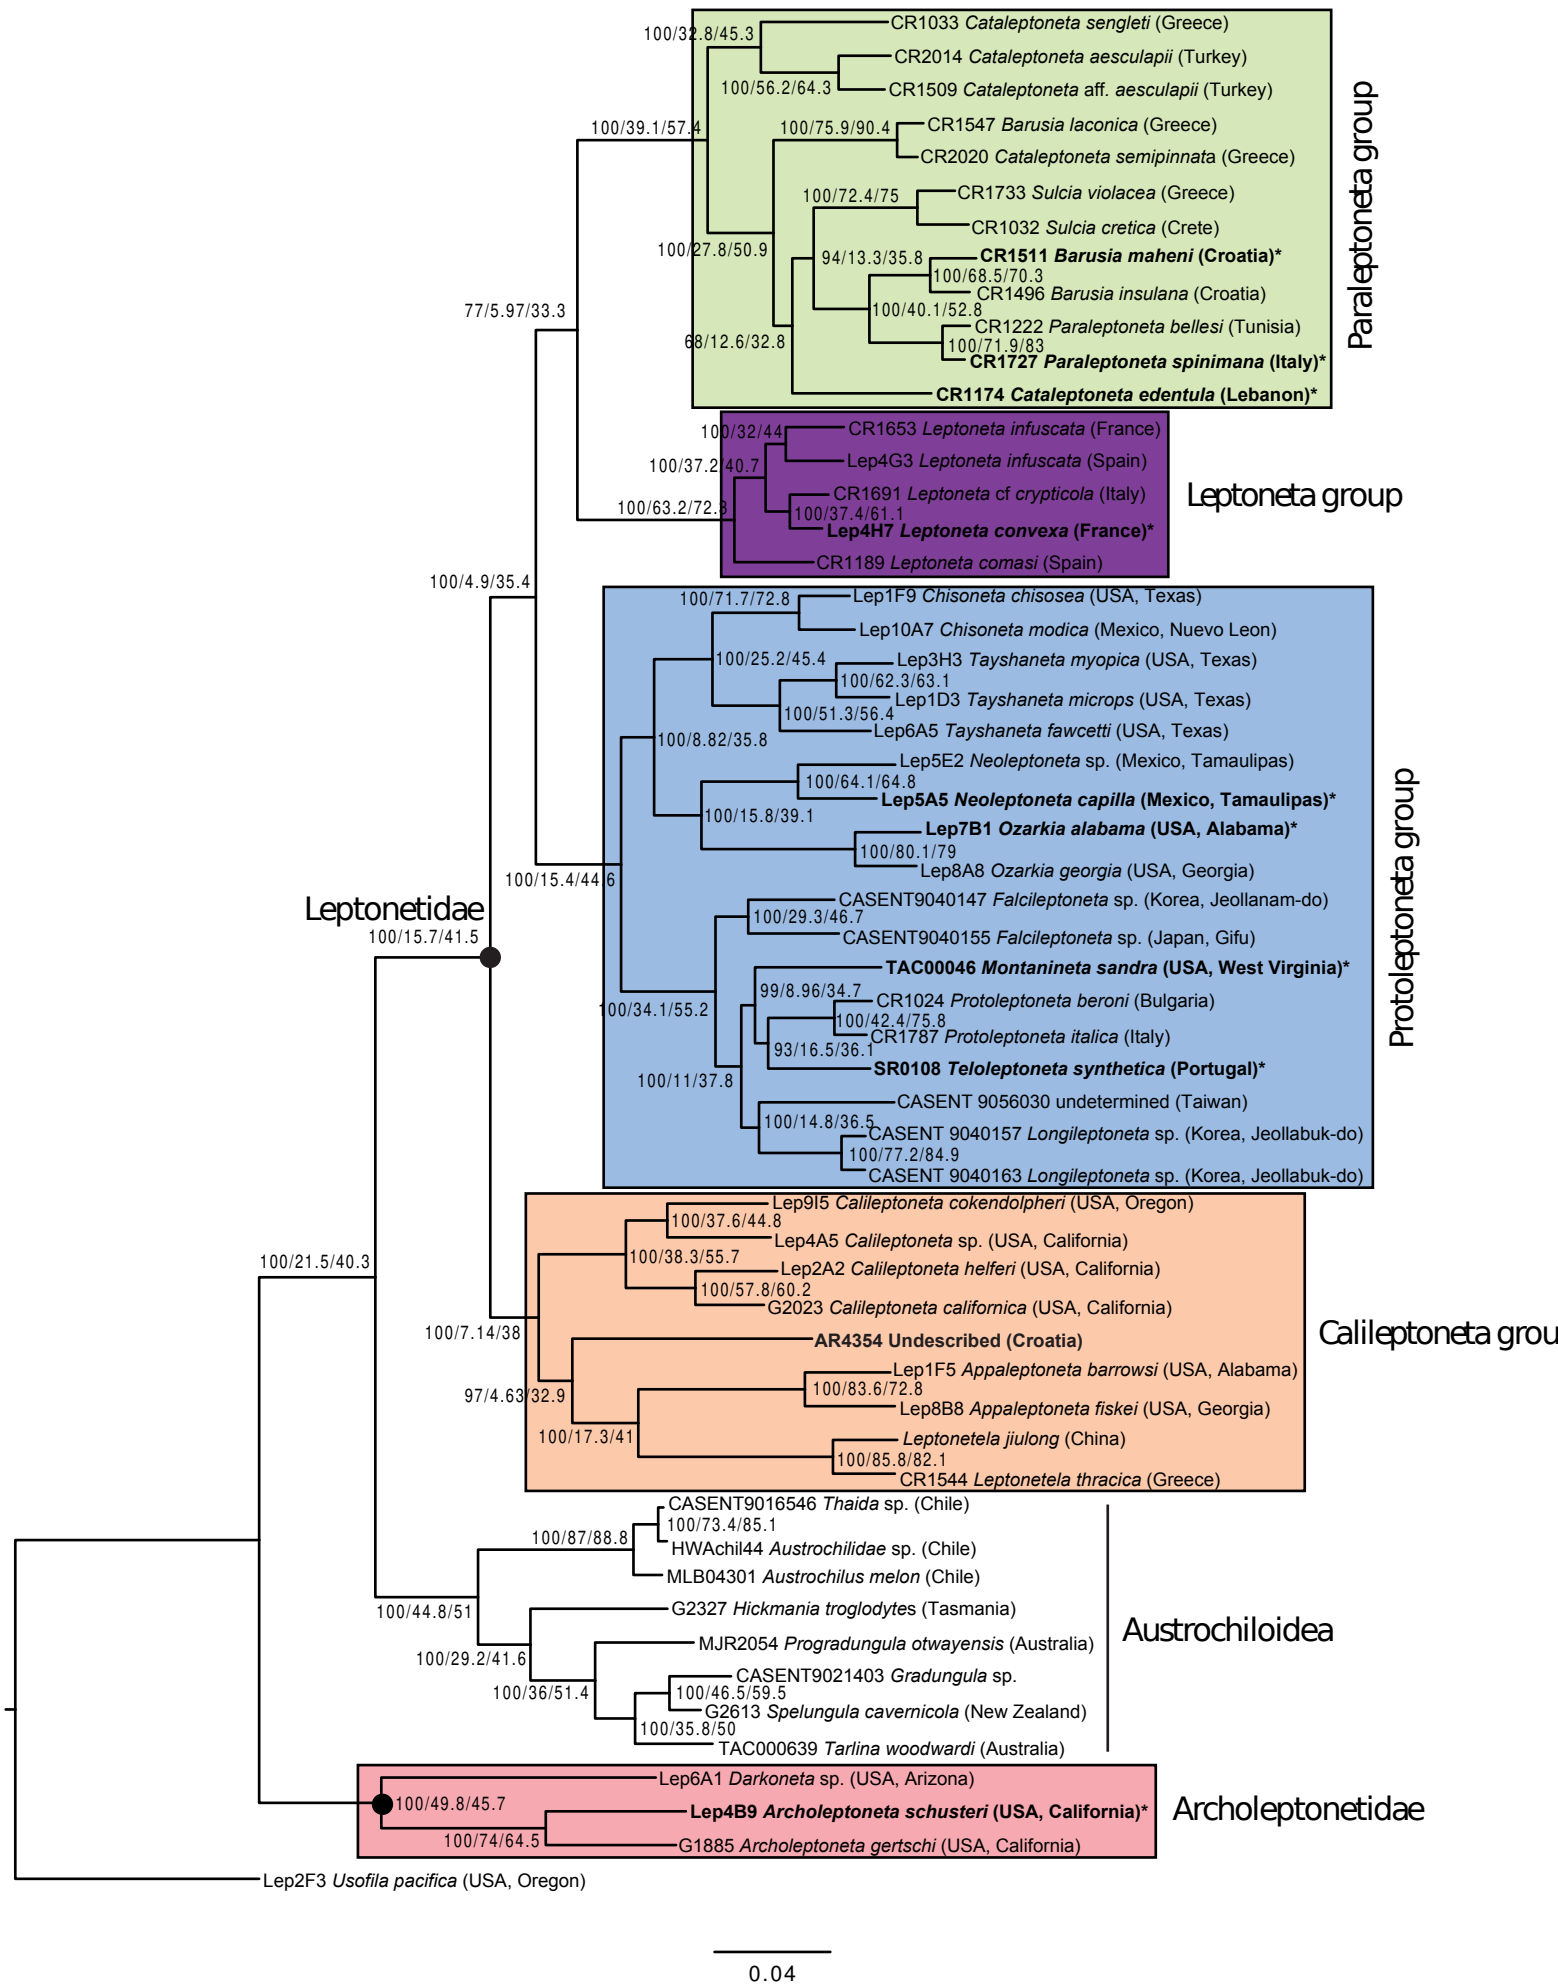 CR1033 Cataleptoneta sengleti (Greece)
100/32.8/45.3
CR2014 Cataleptoneta aesculapii (Turkey)
100/56.2/64.3
CR1509 Cataleptoneta aff. aesculapii (Turkey)
100/39.1/57.4
100/75.9/90.4
CR1547 Barusia laconica (Greece)
CR2020 Cataleptoneta semipinnata (Greece)
100/72.4/75
CR1733 Sulcia violacea (Greece)
CR1032 Sulcia cretica (Crete)
100/27.8/50.9
94/13.3/35.8
CR1511 Barusia maheni (Croatia)*
100/68.5/70.3
CR1496 Barusia insulana (Croatia)
100/40.1/52.8
CR1222 Paraleptoneta bellesi (Tunisia)
100/71.9/83
68/12.6/32.8
CR1727 Paraleptoneta spinimana (Italy)*
CR1174 Cataleptoneta edentula (Lebanon)*
Paraleptoneta group
77/5.97/33.3
100/32/44
CR1653 Leptoneta infuscata (France)
Lep4G3 Leptoneta infuscata (Spain)
100/37.2/40.7
CR1691 Leptoneta cf crypticola (Italy)
100/37.4/61.1
100/63.2/72.3
Lep4H7 Leptoneta convexa (France)*
CR1189 Leptoneta comasi (Spain)
Leptoneta group
100/4.9/35.4
100/71.7/72.8
Lep1F9 Chisoneta chisosea (USA, Texas)
Lep10A7 Chisoneta modica (Mexico, Nuevo Leon)
100/25.2/45.4
Lep3H3 Tayshaneta myopica (USA, Texas)
100/62.3/63.1
Lep1D3 Tayshaneta microps (USA, Texas)
100/51.3/56.4
Lep6A5 Tayshaneta fawcetti (USA, Texas)
100/8.82/35.8
Lep5E2 Neoleptoneta sp. (Mexico, Tamaulipas)
100/64.1/64.8
Lep5A5 Neoleptoneta capilla (Mexico, Tamaulipas)*
100/15.8/39.1
Lep7B1 Ozarkia alabama (USA, Alabama)*
100/80.1/79
Lep8A8 Ozarkia georgia (USA, Georgia)
100/15.4/44.6
CASENT9040147 Falcileptoneta sp. (Korea, Jeollanam-do)
100/29.3/46.7
CASENT9040155 Falcileptoneta sp. (Japan, Gifu)
TAC00046 Montanineta sandra (USA, West Virginia)*
99/8.96/34.7
CR1024 Protoleptoneta beroni (Bulgaria)
100/34.1/55.2
100/42.4/75.8
CR1787 Protoleptoneta italica (Italy)
93/16.5/36.1
SR0108 Teloleptoneta synthetica (Portugal)*
100/11/37.8
CASENT 9056030 undetermined (Taiwan)
100/14.8/36.5
CASENT 9040157 Longileptoneta sp. (Korea, Jeollabuk-do)
100/77.2/84.9
CASENT 9040163 Longileptoneta sp. (Korea, Jeollabuk-do)
Protoleptoneta group
Leptonetidae
100/15.7/41.5
Lep9I5 Calileptoneta cokendolpheri (USA, Oregon)
100/37.6/44.8
Lep4A5 Calileptoneta sp. (USA, California)
100/38.3/55.7
Lep2A2 Calileptoneta helferi (USA, California)
100/57.8/60.2
G2023 Calileptoneta californica (USA, California)
100/21.5/40.3
100/7.14/38
AR4354 Undescribed (Croatia)
Lep1F5 Appaleptoneta barrowsi (USA, Alabama)
100/83.6/72.8
97/4.63/32.9
Lep8B8 Appaleptoneta fiskei (USA, Georgia)
100/17.3/41
Leptonetela jiulong (China)
100/85.8/82.1
CR1544 Leptonetela thracica (Greece)
Calileptoneta grou
CASENT9016546 Thaida sp. (Chile)
100/73.4/85.1
100/87/88.8
HWAchil44 Austrochilidae sp. (Chile)
MLB04301 Austrochilus melon (Chile)
100/44.8/51
G2327 Hickmania troglodytes (Tasmania)
MJR2054 Progradungula otwayensis (Australia)
100/29.2/41.6
CASENT9021403 Gradungula sp.
100/36/51.4
100/46.5/59.5
G2613 Spelungula cavernicola (New Zealand)
100/35.8/50
TAC000639 Tarlina woodwardi (Australia)
Austrochiloidea
Lep6A1 Darkoneta sp. (USA, Arizona)
100/49.8/45.7
Lep4B9 Archoleptoneta schusteri (USA, California)*
100/74/64.5
G1885 Archoleptoneta gertschi (USA, California)
Archoleptonetidae
Lep2F3 Usofila pacifica (USA, Oregon)
0.04